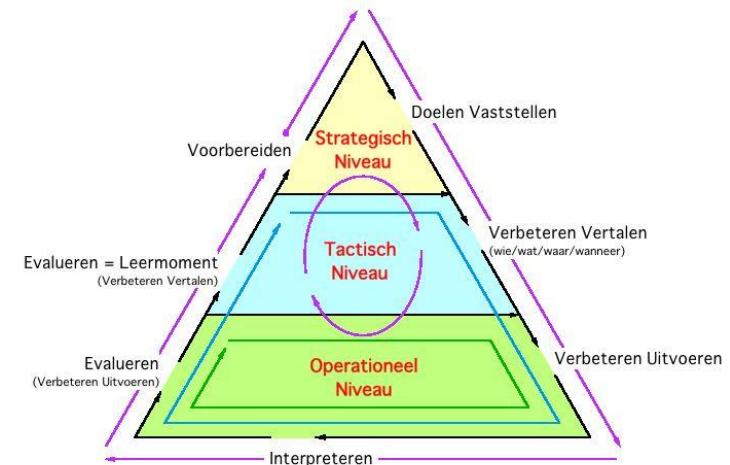 Doelen Vaststellen
Voorbereiden
Strategisch
Niveau
Verbeteren Vertalen
(wie/wat/waar/wanneer)
Evalueren = Leermoment
(Verbeteren Vertalen)
Tactisch
Niveau
Verbeteren Uitvoeren
Evalueren
(Verbeteren Uitvoeren)
Operationeel
Niveau
Interpreteren